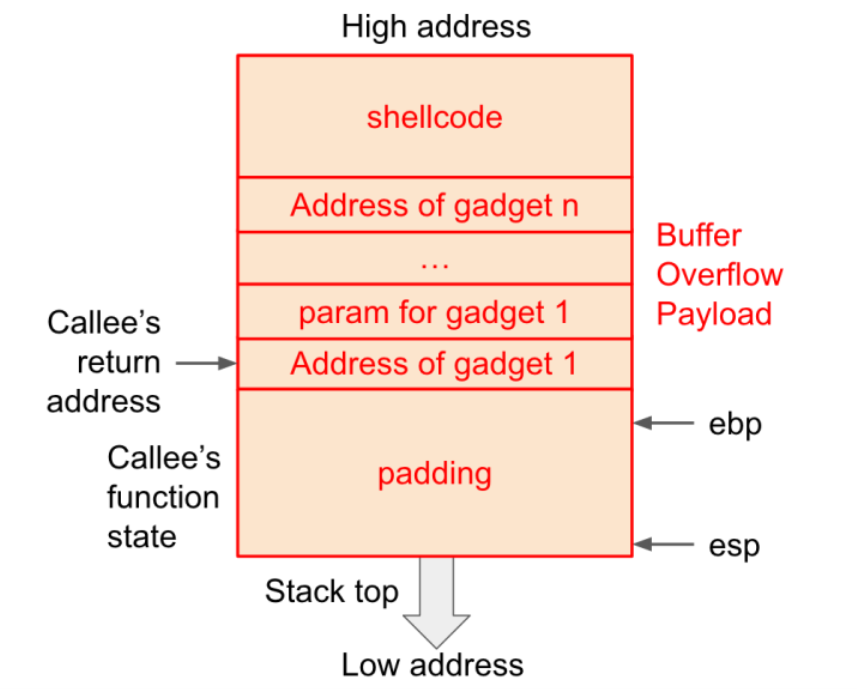 High address
shellcode
Address of gadget n
…
param for gadget 1
Address of gadget 1
padding
Buffer
Overflow
Payload
Callee’s
return
address
Callee’s
function
state
ebp
esp
Stack top
Low address